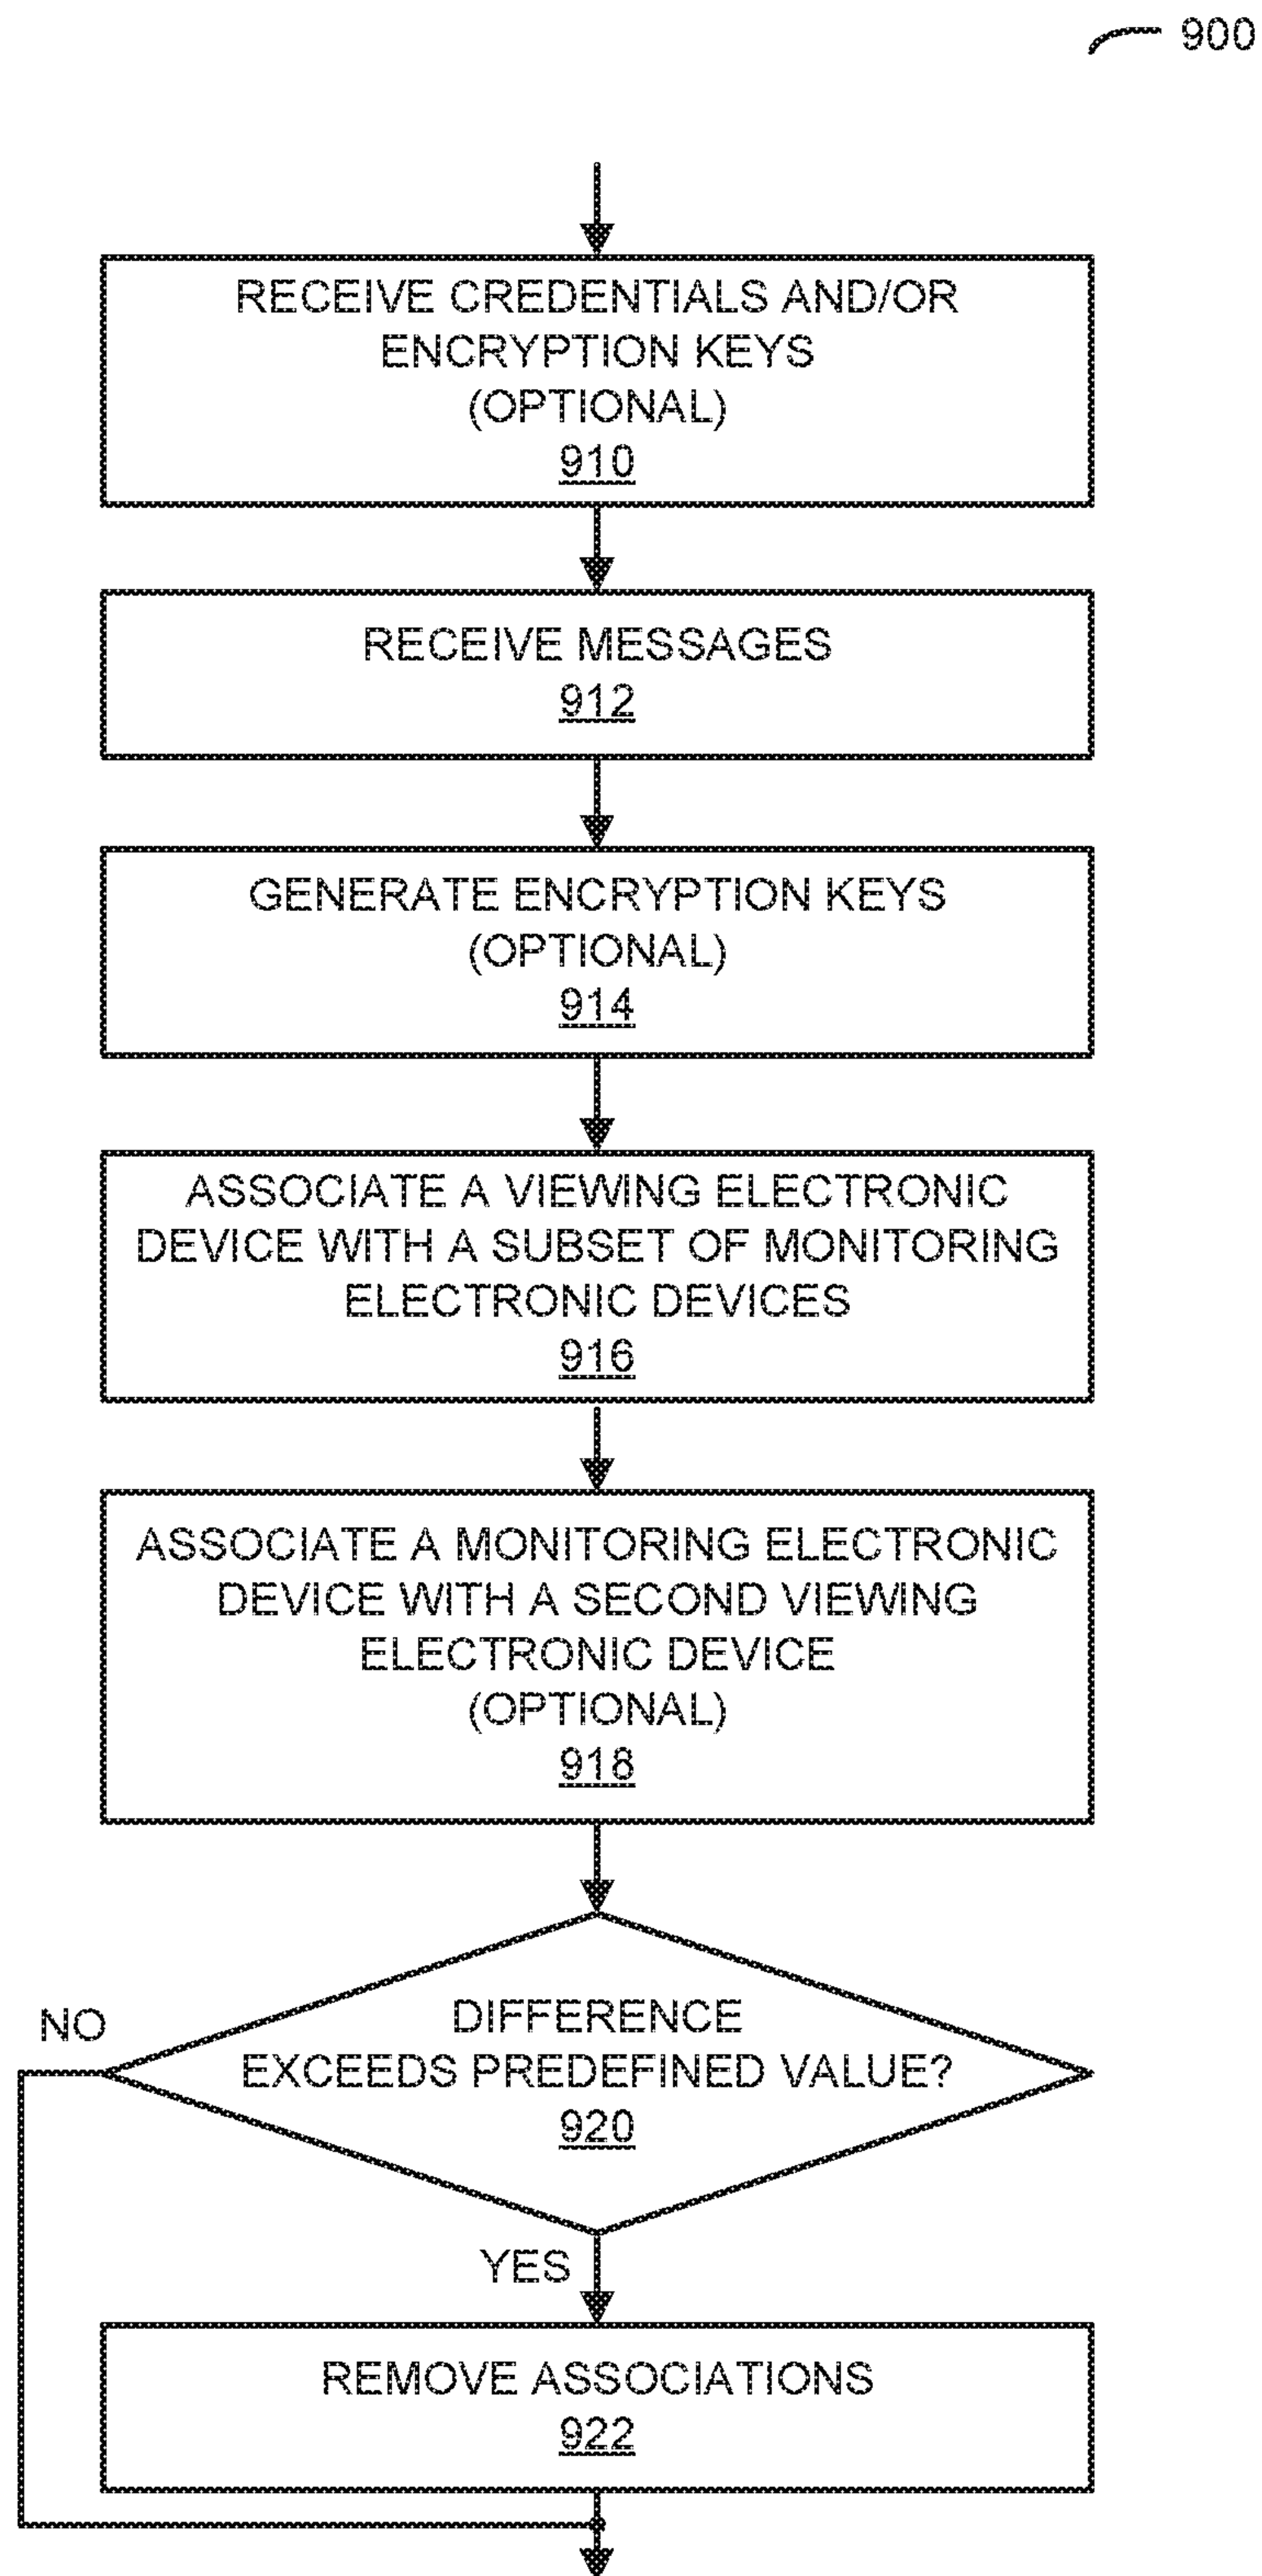 900
RECEIVE CREDENTIALS AND/OR
ENCRYPTION KEYS
(OPTIONAL)
910
RECEIVE MESSAGES
912
GENERATE ENCRYPTION KEYS
(OPTIONAL)
914
ASSOCIATE A VIEWING ELECTRONIC
DEVICE WITH A SUBSET OF MONITORING
ELECTRONIC DEVICES
916
ASSOCIATE A MONITORING ELECTRONIC
DEVICE WITH A SECOND VIEWING
ELECTRONIC DEVICE
(OPTIONAL)
918
NO
DIFFERENCE
EXCEEDS PREDEFINED VALUE?
920
YES
REMOVE ASSOCIATIONS
922